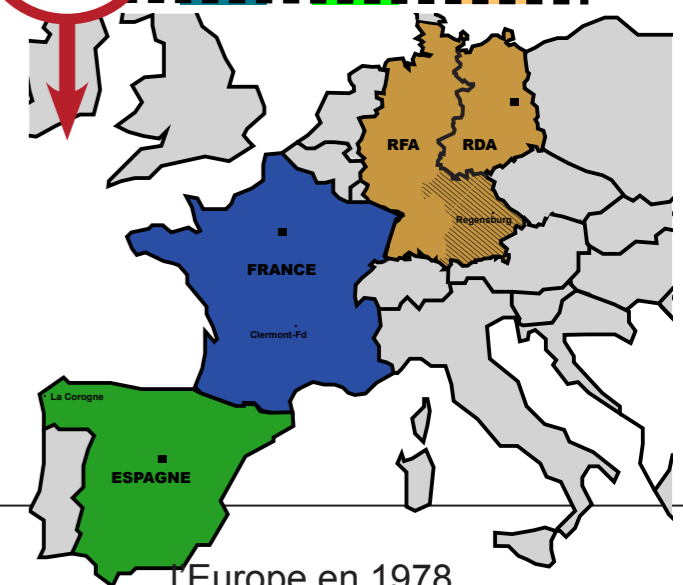 RFA
RDA
Regensburg
FRANCE
Clermont-Fd
La Corogne
ESPAGNE
l'Europe en 1978